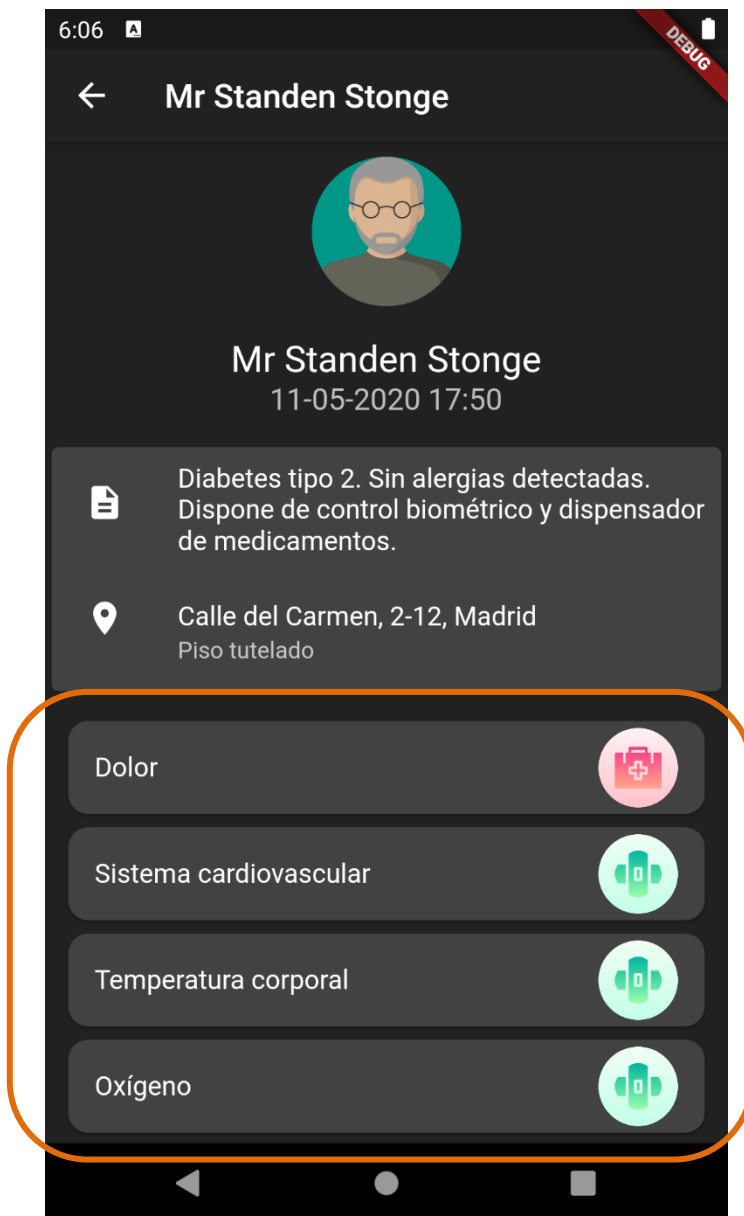 6:06 A
DEBUG
Mr Standen Stonge
Mr Standen Stonge
11-05-2020 17:50
Diabetes tipo 2. Sin alergias detectadas.
Dispone de control biométrico y dispensador
de medicamentos.
Calle del Carmen, 2-12, Madrid
Piso tutelado
Dolor
Sistema cardiovascular
Temperatura corporal
Oxígeno